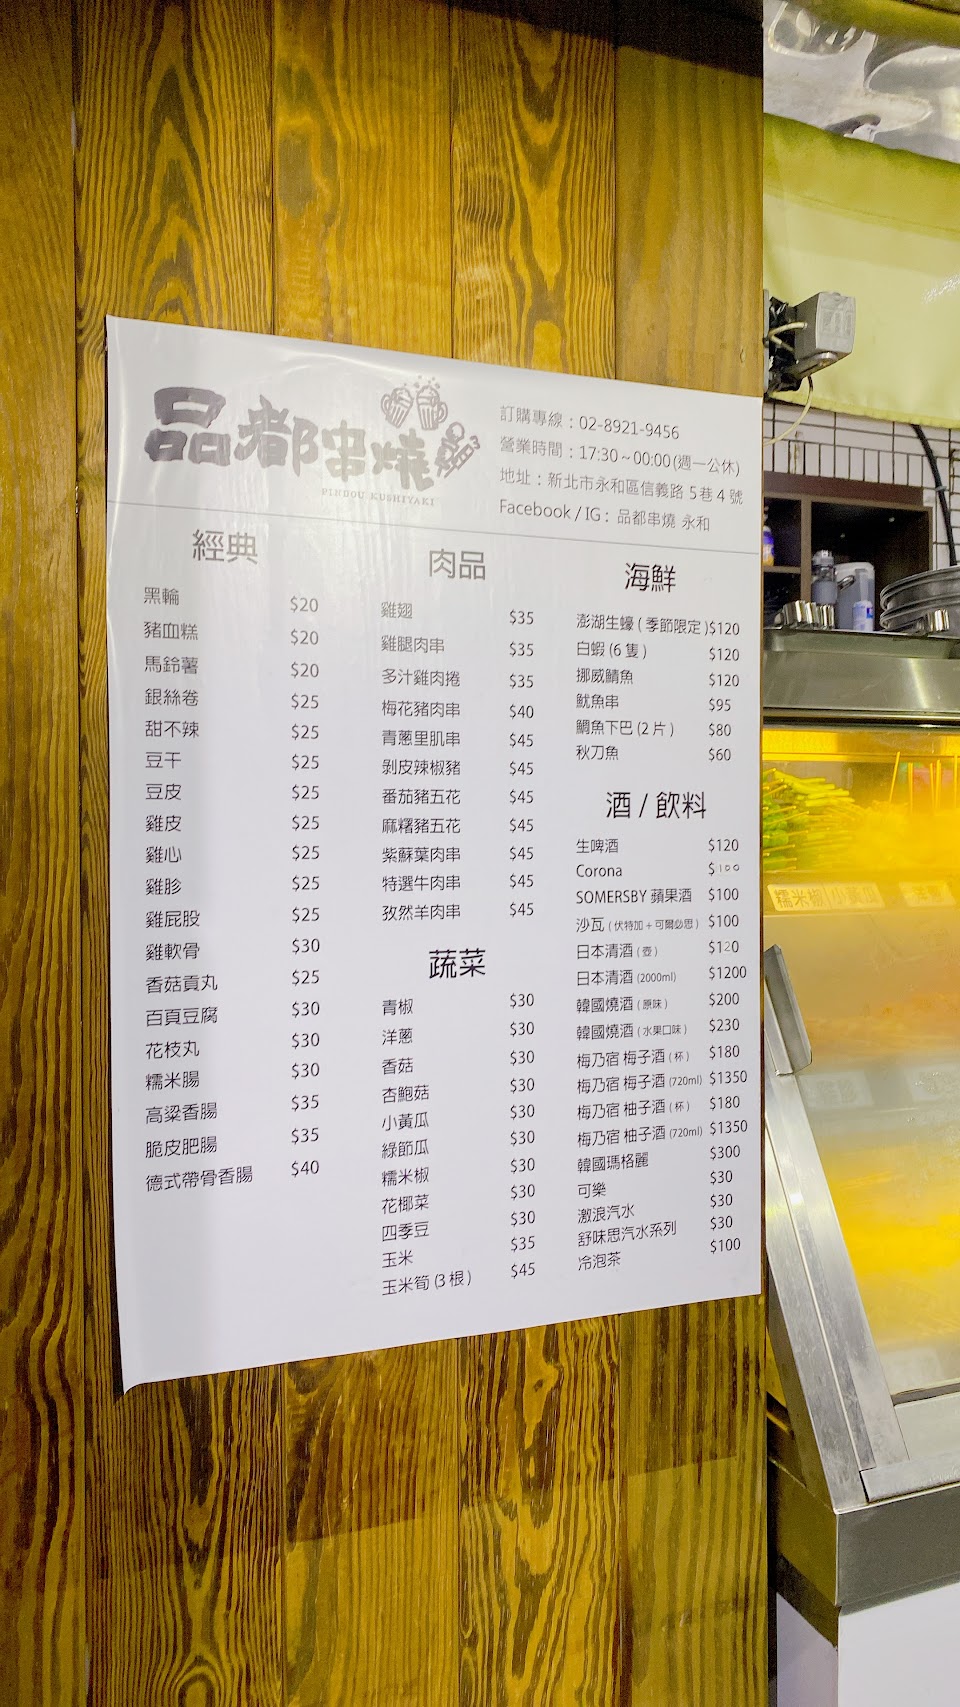 品都串燒
PINDOU KUSHIYAKI
訂購專線：02-8921-9456
營業時間：17:30～00:00(週一公休)
地址：新北市永和區信義路 5 巷 4 號
Facebook / IG：品都串燒 永和
經典
黑輪 $20
豬血糕 $20
馬鈴薯 $20
銀絲卷 $25
甜不辣 $25
豆干 $25
豆皮 $25
雞皮 $25
雞心 $25
雞胗 $25
雞屁股 $25
雞軟骨 $30
香菇貢丸 $25
百頁豆腐 $30
花枝丸 $30
糯米腸 $30
高粱香腸 $35
脆皮肥腸 $35
德式帶骨香腸 $40
肉品
雞翅 $35
雞腿肉串 $35
多汁雞肉捲 $35
梅花豬肉串 $40
青蔥里肌串 $45
剝皮辣椒豬 $45
番茄豬五花 $45
麻糬豬五花 $45
紫蘇葉肉串 $45
特選牛肉串 $45
孜然羊肉串 $45
蔬菜
青椒 $30
洋蔥 $30
香菇 $30
杏鮑菇 $30
小黃瓜 $30
綠節瓜 $30
糯米椒 $30
花椰菜 $30
四季豆 $30
玉米 $35
玉米筍 (3 根) $45
海鮮
澎湖生蠔 ( 季節限定 ) $120
白蝦 (6 隻 ) $120
挪威鯖魚 $120
魷魚串 $95
鯛魚下巴 (2 片 ) $80
秋刀魚 $60
酒 / 飲料
生啤酒 $120
Corona $100
SOMERSBY 蘋果酒 $100
沙瓦 ( 伏特加 + 可爾必思 ) $100
日本清酒 ( 壺 ) $120
日本清酒 (2000ml) $1200
韓國燒酒 ( 原味 ) $200
韓國燒酒 ( 水果口味 ) $230
梅乃宿 梅子酒 ( 杯 ) $180
梅乃宿 梅子酒 (720ml) $1350
梅乃宿 柚子酒 ( 杯 ) $180
梅乃宿 柚子酒 (720ml) $1350
韓國瑪格麗 $300
可樂 $30
激浪汽水 $30
舒味思汽水系列 $30
冷泡茶 $100
糯米椒 小黃瓜